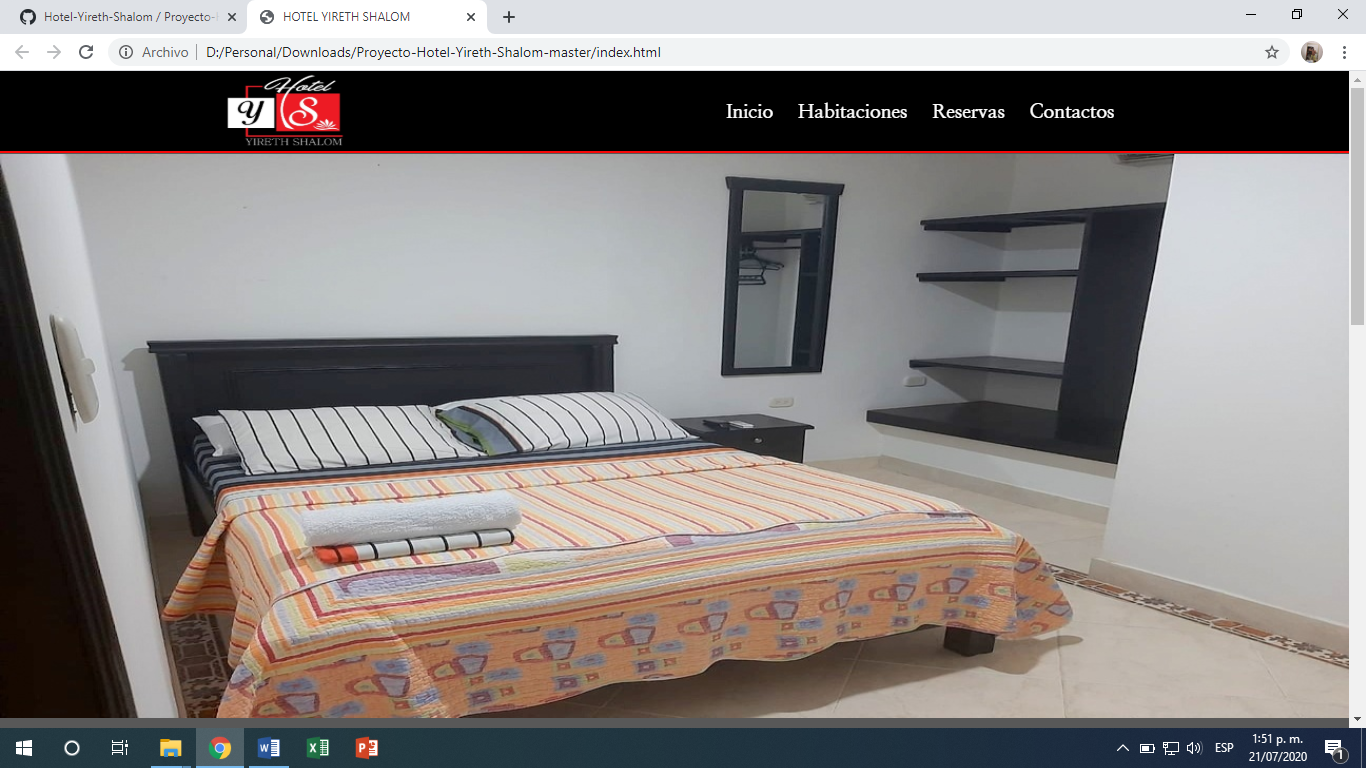 Hotel-Yireth-Shalom / Proyecto-
HOTEL YIRETH SHALOM
Archivo
D:/Personal/Downloads/Proyecto-Hotel-Yireth-Shalom-master/index.html
Hotel
Y S
YIRETH SHALOM
Inicio Habitaciones Reservas Contactos
ESP
1:51 p. m.
21/07/2020
1